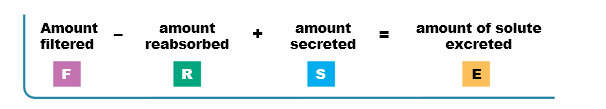 Amount filtered – amount reabsorbed + amount secreted = amount of solute excreted
F R S E